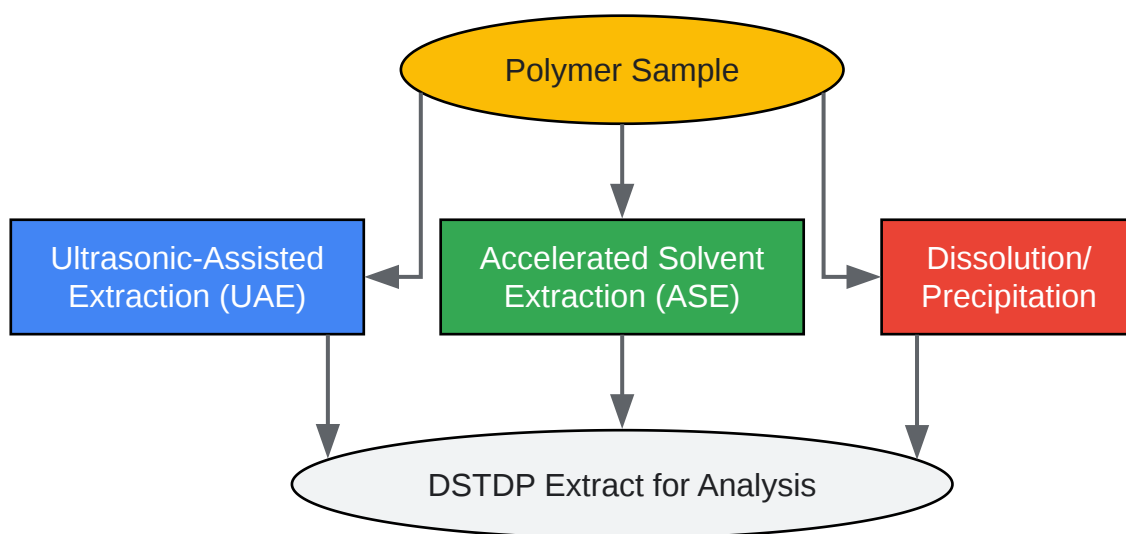 Polymer Sample
Ultrasonic-Assisted
Extraction (UAE)
Accelerated Solvent
Extraction (ASE)
Dissolution/
Precipitation
DSTDP Extract for Analysis